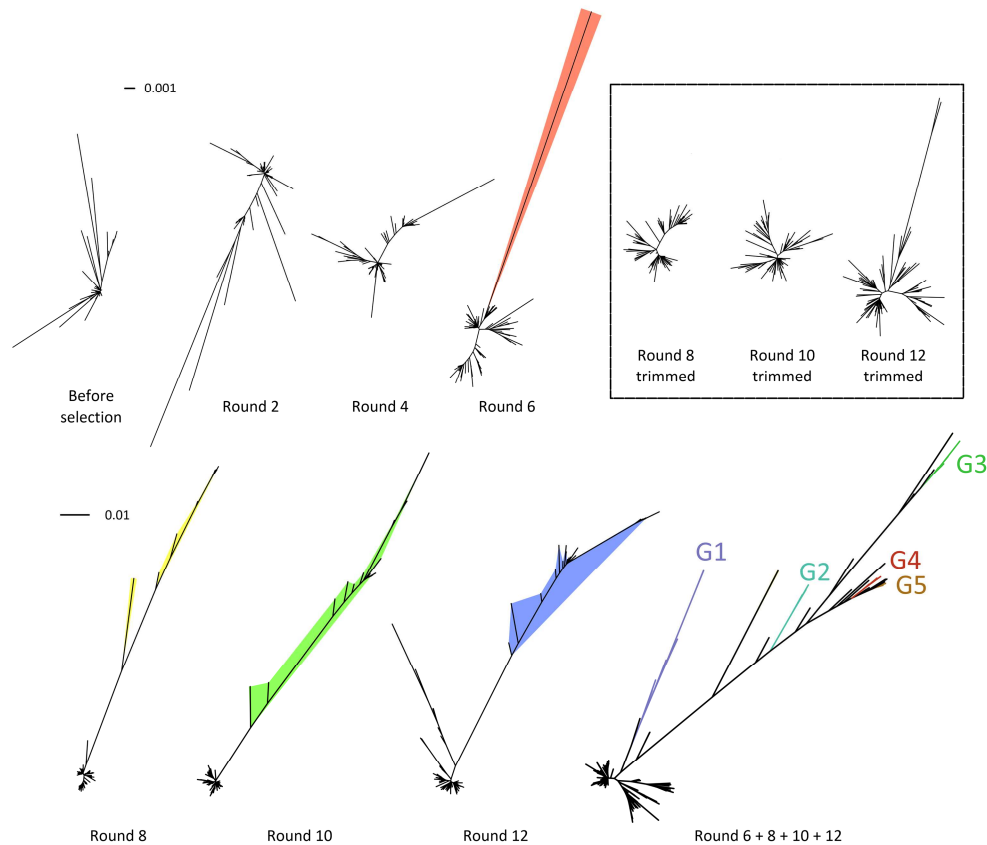 0.001
Before
selection
Round 2
Round 4
Round 6
Round 8
trimmed
Round 10
trimmed
Round 12
trimmed
0.01
G1
G2
G3
G4
G5
Round 8
Round 10
Round 12
Round 6 + 8 + 10 + 12